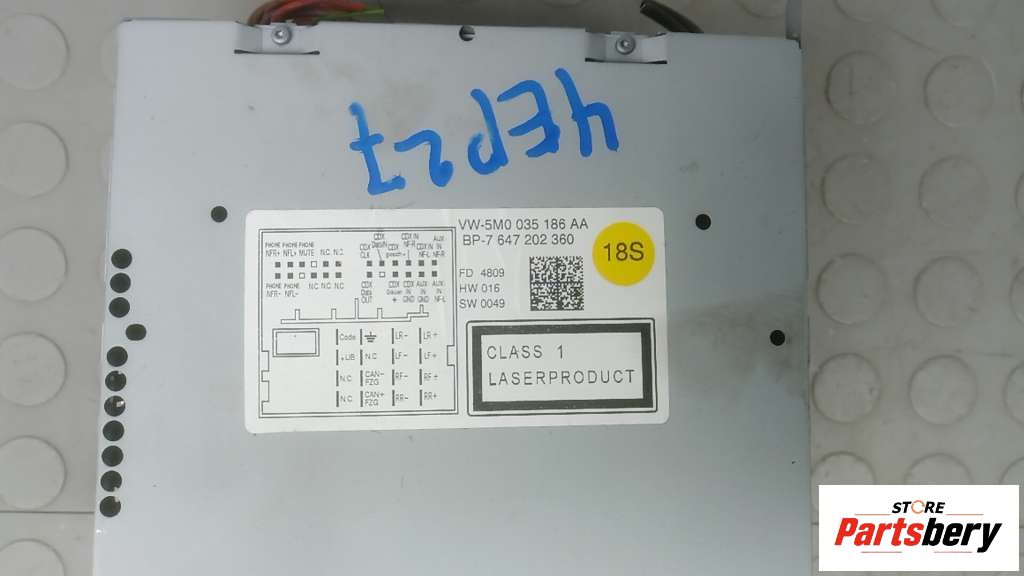 4EP27
VW-5M0 035 186 AA
BP-7 647 202 360
18S
FD 4809
HW 016
SW 0049
CLASS 1
LASERPRODUCT
PHONE PHONE PHONE
NFR+ NFL+ MUTE N.C. N.C.
PHONE PHONE N.C. N.C. N.C.
NFR- NFL-
CDX CLK
CDX DataIN
CDX IN NF-R
CDX IN NF-L
Aux IN NF-R
CDX Data OUT
CDX Dauer +
CDX IN GND
AUX IN GND
AUX IN NF-L
Code LR- LR+
+UB N.C. LF- LF+
N.C. CAN- FZG RF- RF+
N.C. CAN+ FZG RR- RR+
STORE
Partsbery